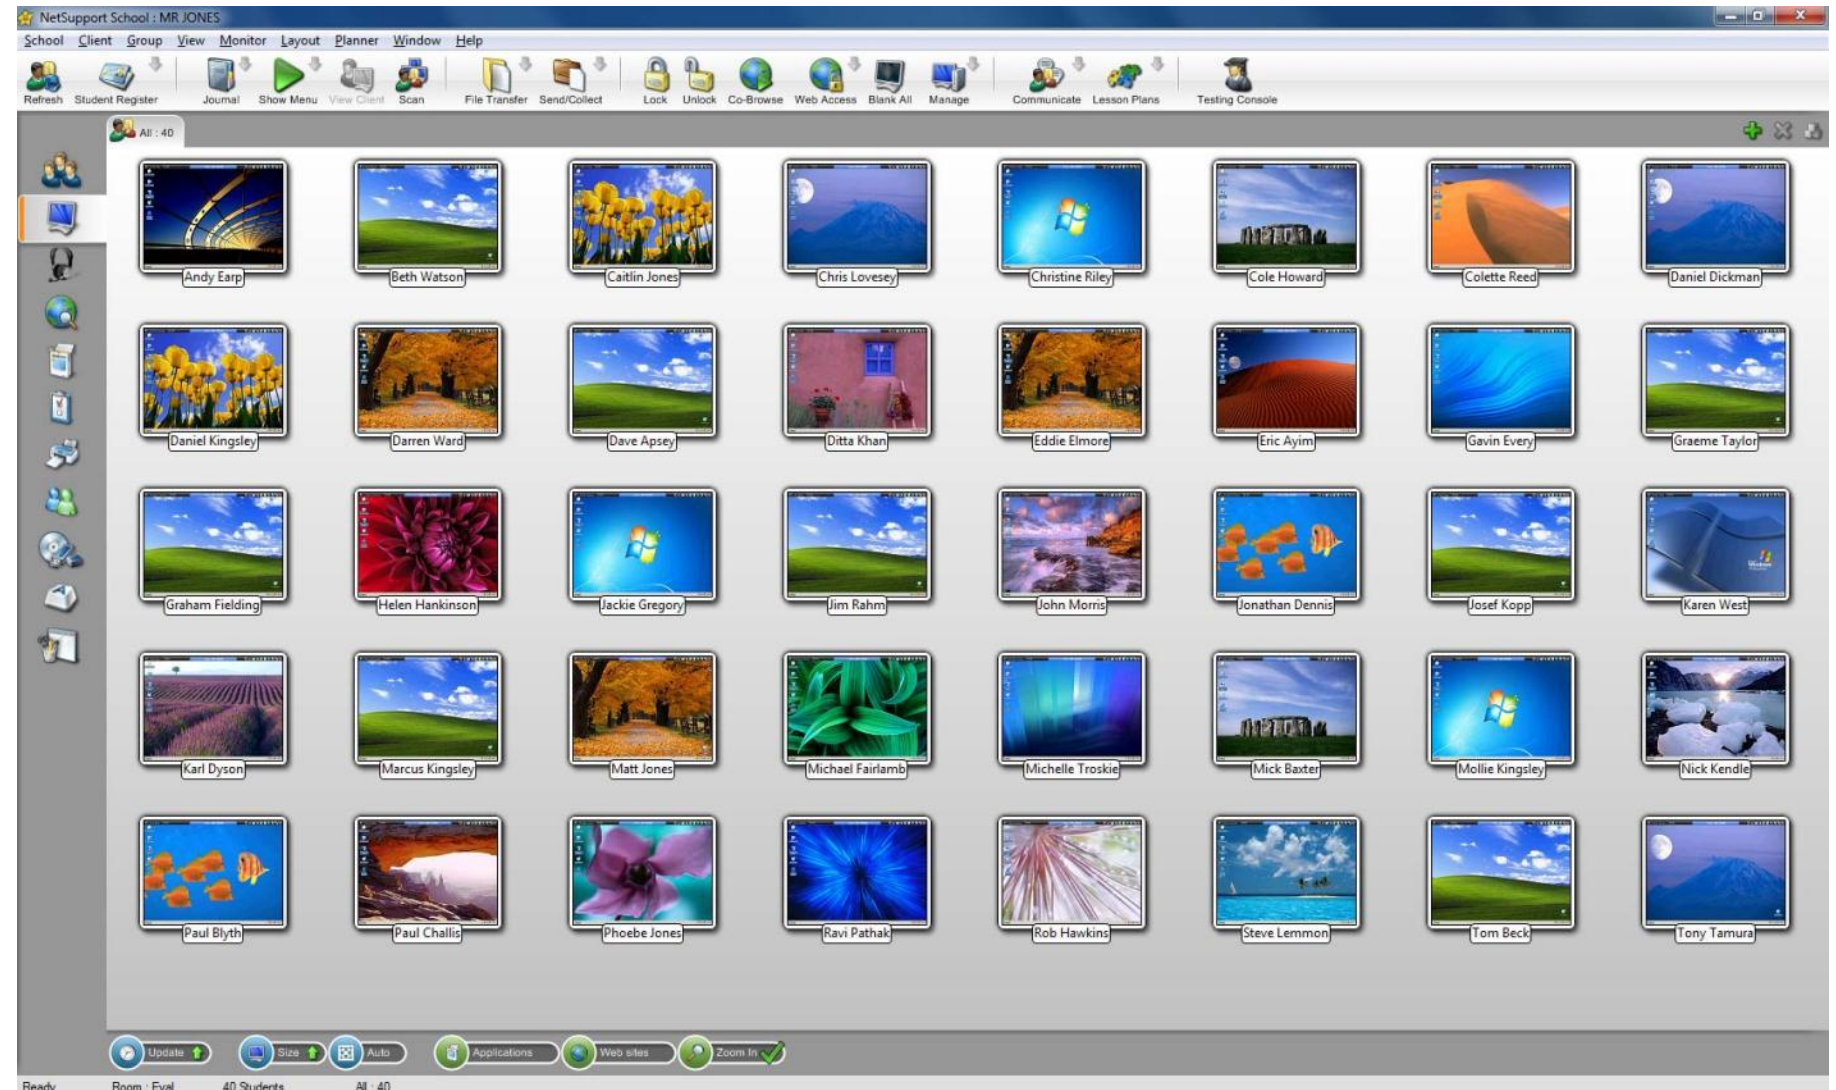 NetSupport School : MR JONES
School Client Group View Monitor Layout Planner Window Help
Refresh Student Register Journal Show Menu View Client Scan File Transfer Send/Collect Lock Unlock Co-Browse Web Access Blank All Manage Communicate Lesson Plans Testing Console
All : 40
Andy Earp Beth Watson Caitlin Jones Chris Lovesey Christine Riley Cole Howard Colette Reed Daniel Dickman
Daniel Kingsley Darren Ward Dave Apsey Ditta Khan Eddie Elmore Eric Ayim Gavin Every Graeme Taylor
Graham Fielding Helen Hankinson Jackie Gregory Jim Rahm John Morris Jonathan Dennis Josef Kopp Karen West
Karl Dyson Marcus Kingsley Matt Jones Michael Fairlamb Michelle Troskie Mick Baxter Mollie Kingsley Nick Kendle
Paul Blyth Paul Challis Phoebe Jones Ravi Pathak Rob Hawkins Steve Lemmon Tom Beck Tony Tamura
Update Size Auto Applications Web sites Zoom In
Ready Room : Eval 40 Students All : 40